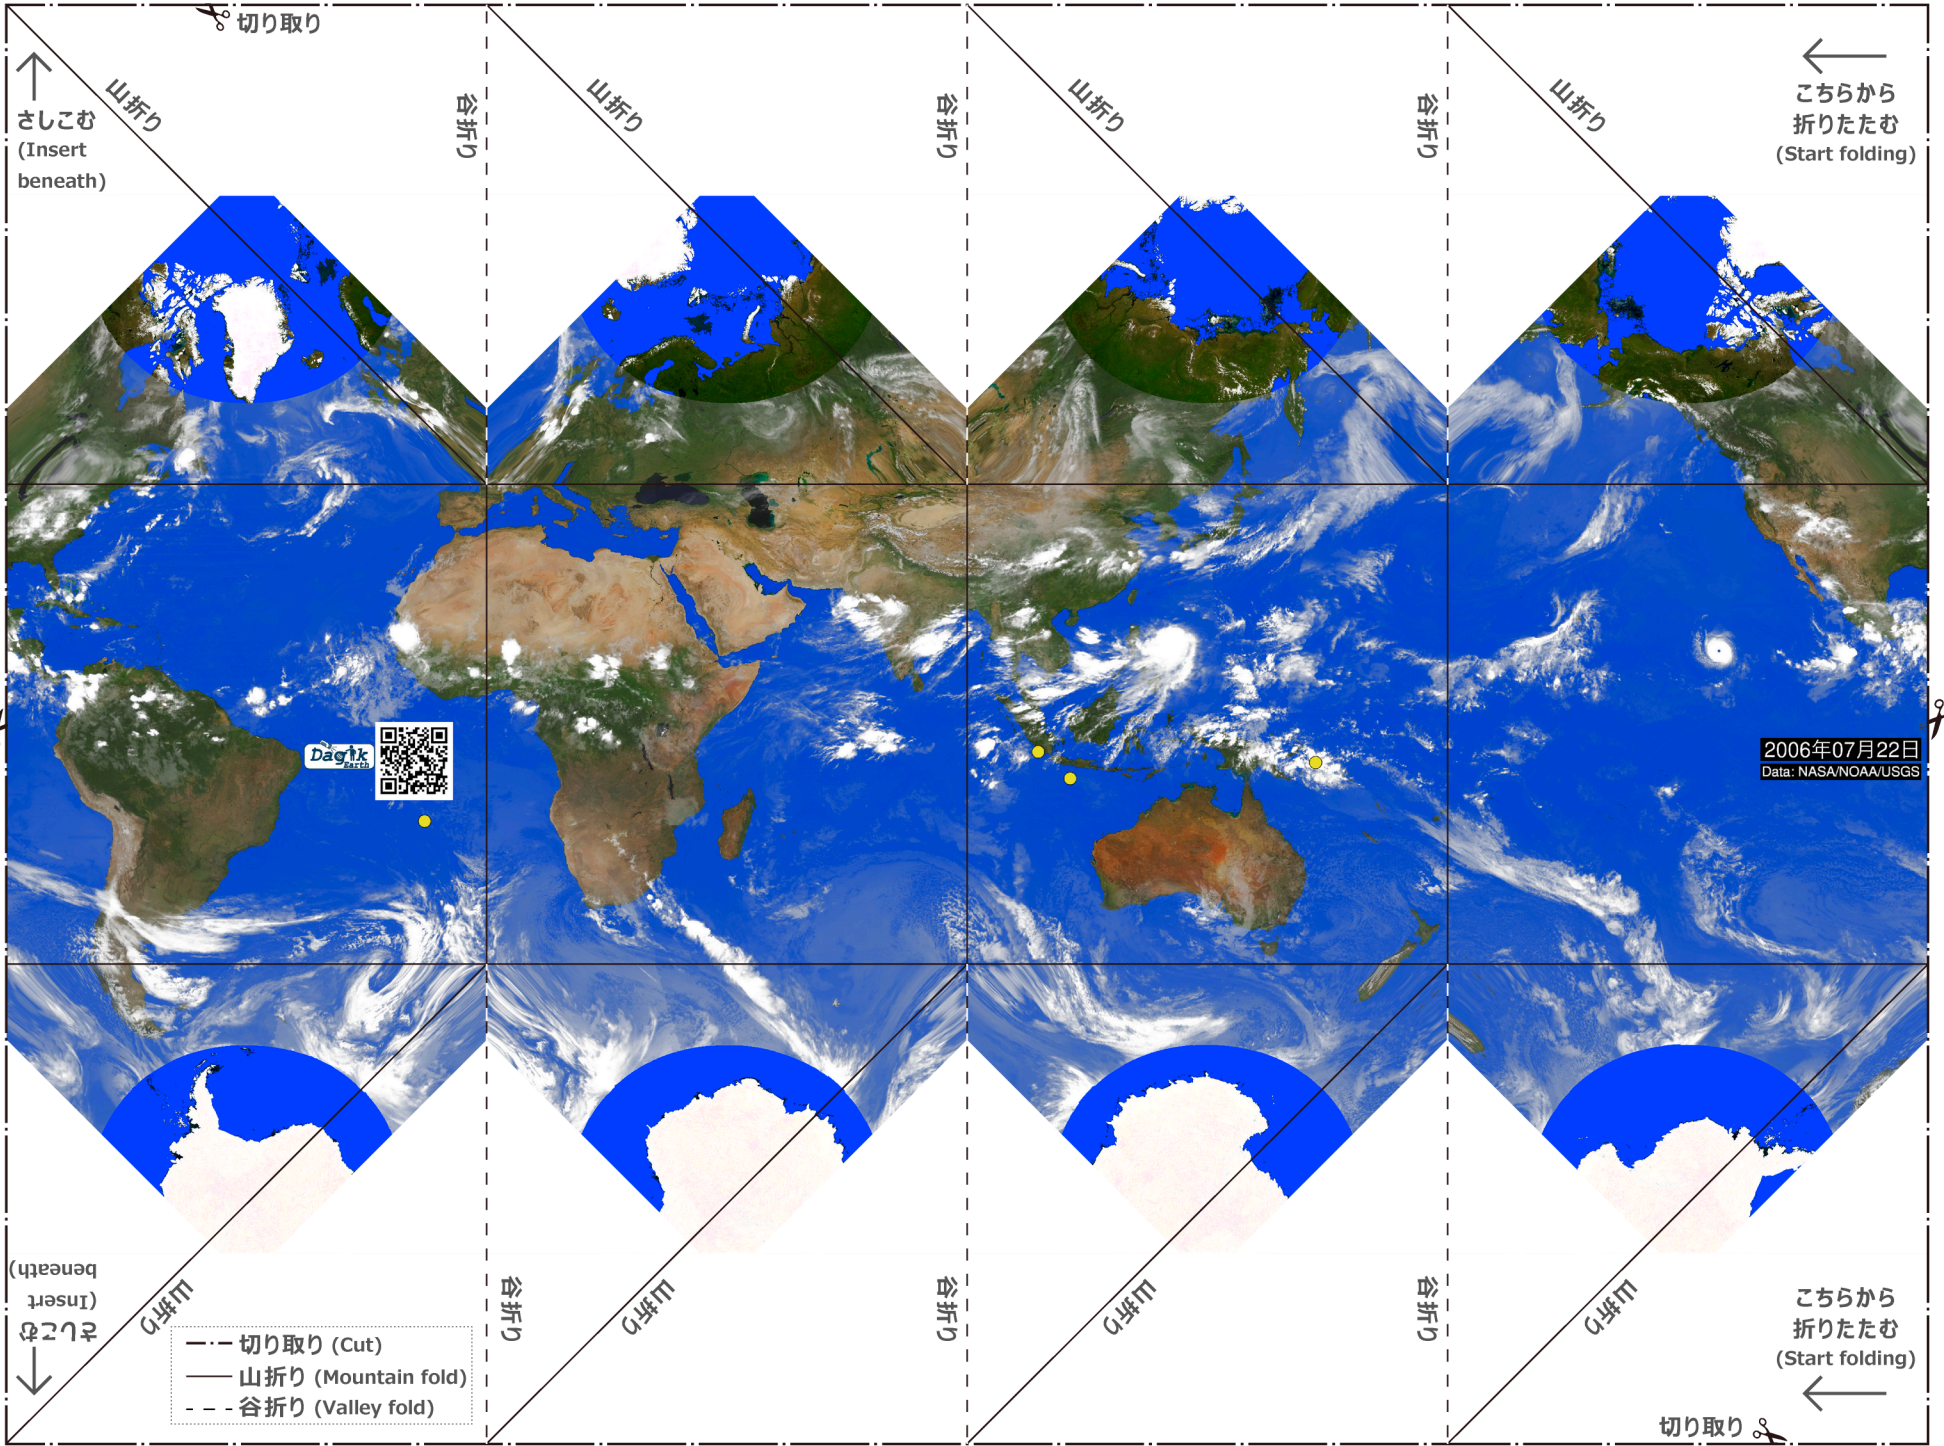 切り取り
山折り
谷折り
山折り
谷折り
山折り
谷折り
山折り
さしこむ
(Insert
beneath)
こちらから
折りたたむ
(Start folding)
Dagik
Earth
2006年07月22日
Data: NASA/NOAA/USGS
さしこむ
(Insert
beneath)
山折り
谷折り
山折り
谷折り
山折り
谷折り
山折り
こちらから
折りたたむ
(Start folding)
切り取り (Cut)
山折り (Mountain fold)
谷折り (Valley fold)
切り取り